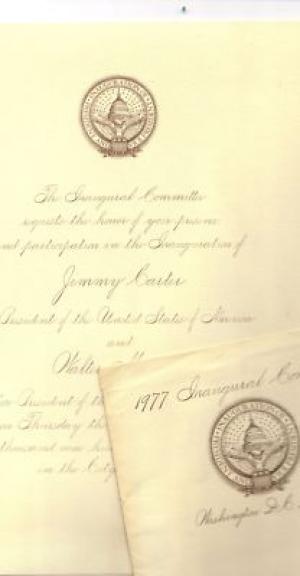 The Inaugural Committee
requests the honor of your presence
and participation in the Inauguration of
Jimmy Carter
President of the United States of America
and
Walter
President of the
on Thursday the
thousand nine
in the City
1977 Inaugural
Washington D.C.